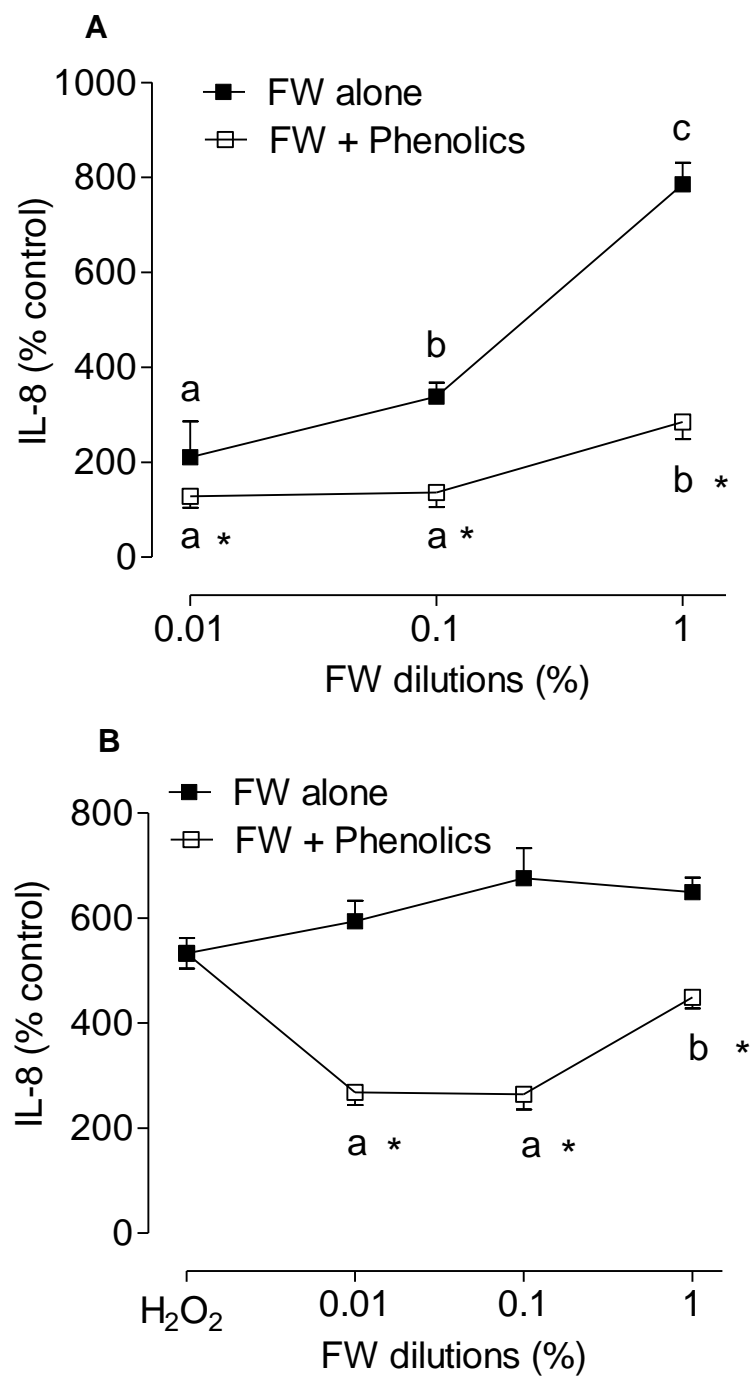 A
1000
FW alone
FW + Phenolics
c
800
600
IL-8 (% control)
b
400
a
200
b *
a *
a *
0
0.01 0.1 1
FW dilutions (%)
B
FW alone
800
FW + Phenolics
600
IL-8 (% control)
400
b *
200
a *
a *
0
H₂O₂ 0.01 0.1 1
FW dilutions (%)